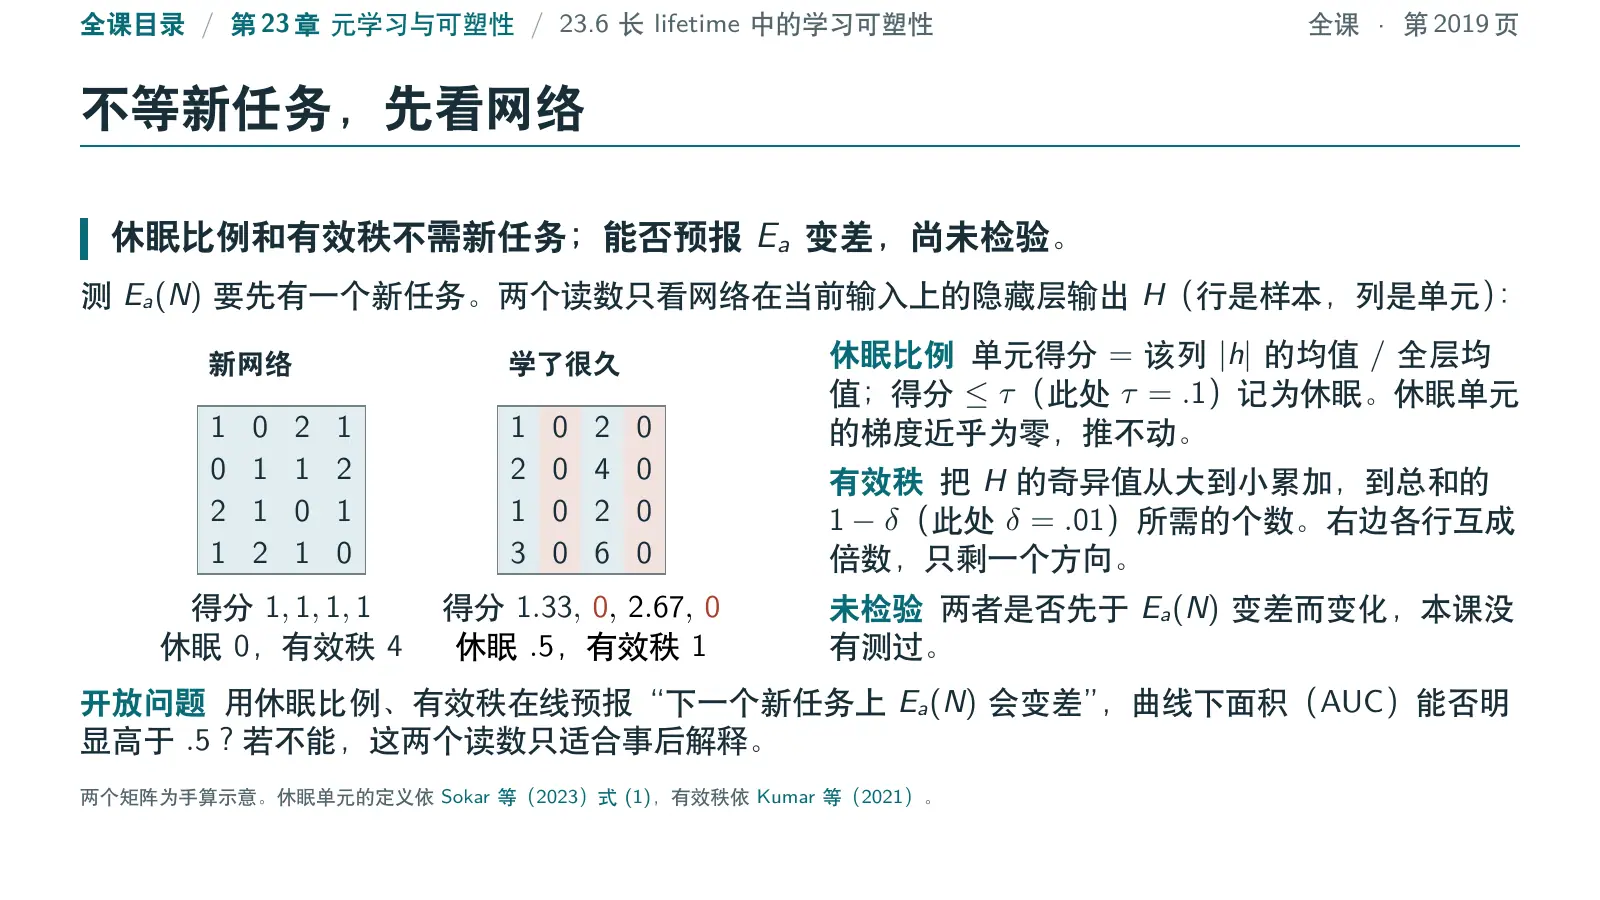 全课目录 / 第 23 章 元学习与可塑性 / 23.6 长 lifetime 中的学习可塑性
全课 · 第 2019 页
不等新任务，先看网络
休眠比例和有效秩不需新任务；能否预报 Eₐ 变差，尚未检验。
测 Eₐ(N) 要先有一个新任务。两个读数只看网络在当前输入上的隐藏层输出 H（行是样本，列是单元）：
新网络
1 0 2 1
0 1 1 2
2 1 0 1
1 2 1 0
得分 1, 1, 1, 1
休眠 0，有效秩 4
学了很久
1 0 2 0
2 0 4 0
1 0 2 0
3 0 6 0
得分 1.33, 0, 2.67, 0
休眠 .5，有效秩 1
休眠比例 单元得分 = 该列 |h| 的均值 / 全层均
值；得分 ≤ τ（此处 τ = .1）记为休眠。休眠单元
的梯度近乎为零，推不动。
有效秩 把 H 的奇异值从大到小累加，到总和的
1 − δ（此处 δ = .01）所需的个数。右边各行互成
倍数，只剩一个方向。
未检验 两者是否先于 Eₐ(N) 变差而变化，本课没
有测过。
开放问题 用休眠比例、有效秩在线预报“下一个新任务上 Eₐ(N) 会变差”，曲线下面积（AUC）能否明
显高于 .5？若不能，这两个读数只适合事后解释。
两个矩阵为手算示意。休眠单元的定义依 Sokar 等（2023）式 (1)，有效秩依 Kumar 等（2021）。